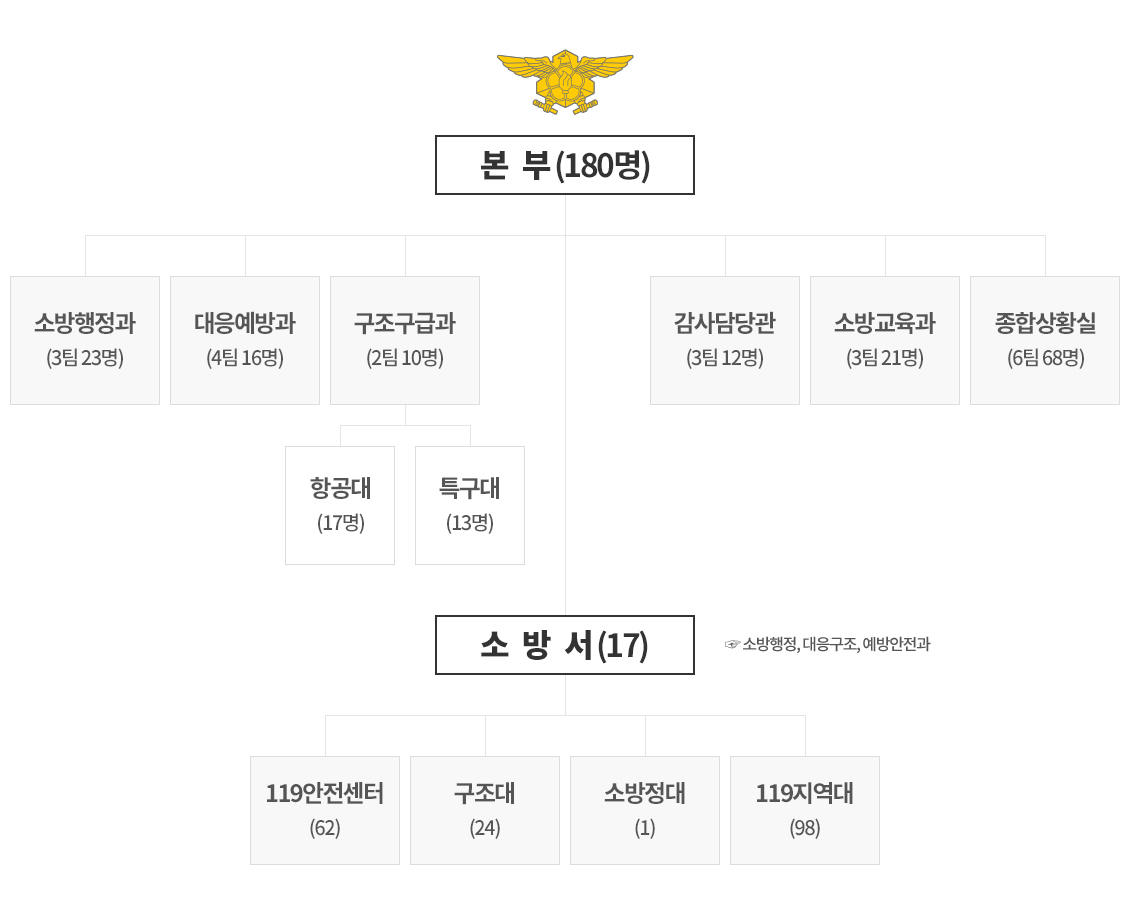 본 부(180명)
소방행정과
(3팀 23명)
대응예방과
(4팀 16명)
구조구급과
(2팀 10명)
감사담당관
(3팀 12명)
소방교육과
(3팀 21명)
종합상황실
(6팀 68명)
항공대
(17명)
특구대
(13명)
소 방 서(17)
☞ 소방행정, 대응구조, 예방안전과
119안전센터
(62)
구조대
(24)
소방정대
(1)
119지역대
(98)